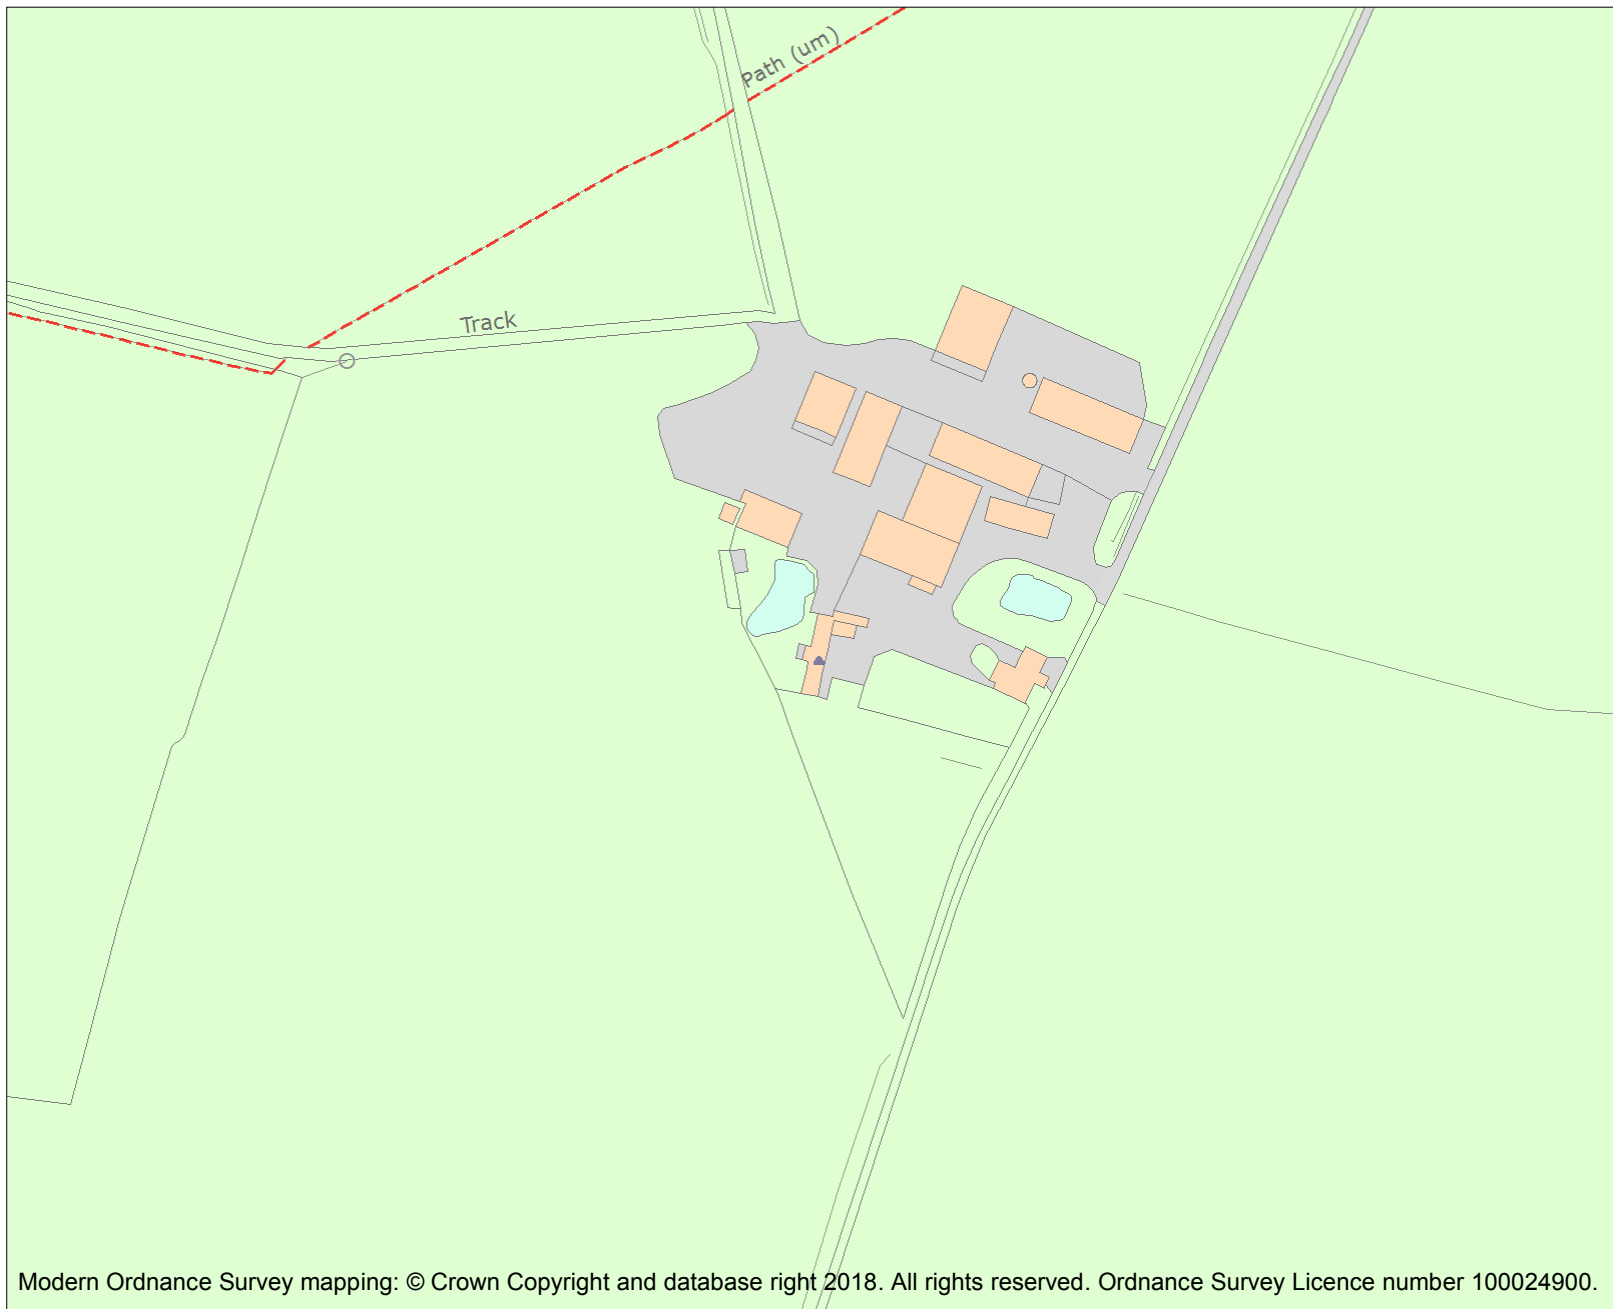 Path (um)
Track
Modern Ordnance Survey mapping: © Crown Copyright and database right 2018. All rights reserved. Ordnance Survey Licence number 100024900.